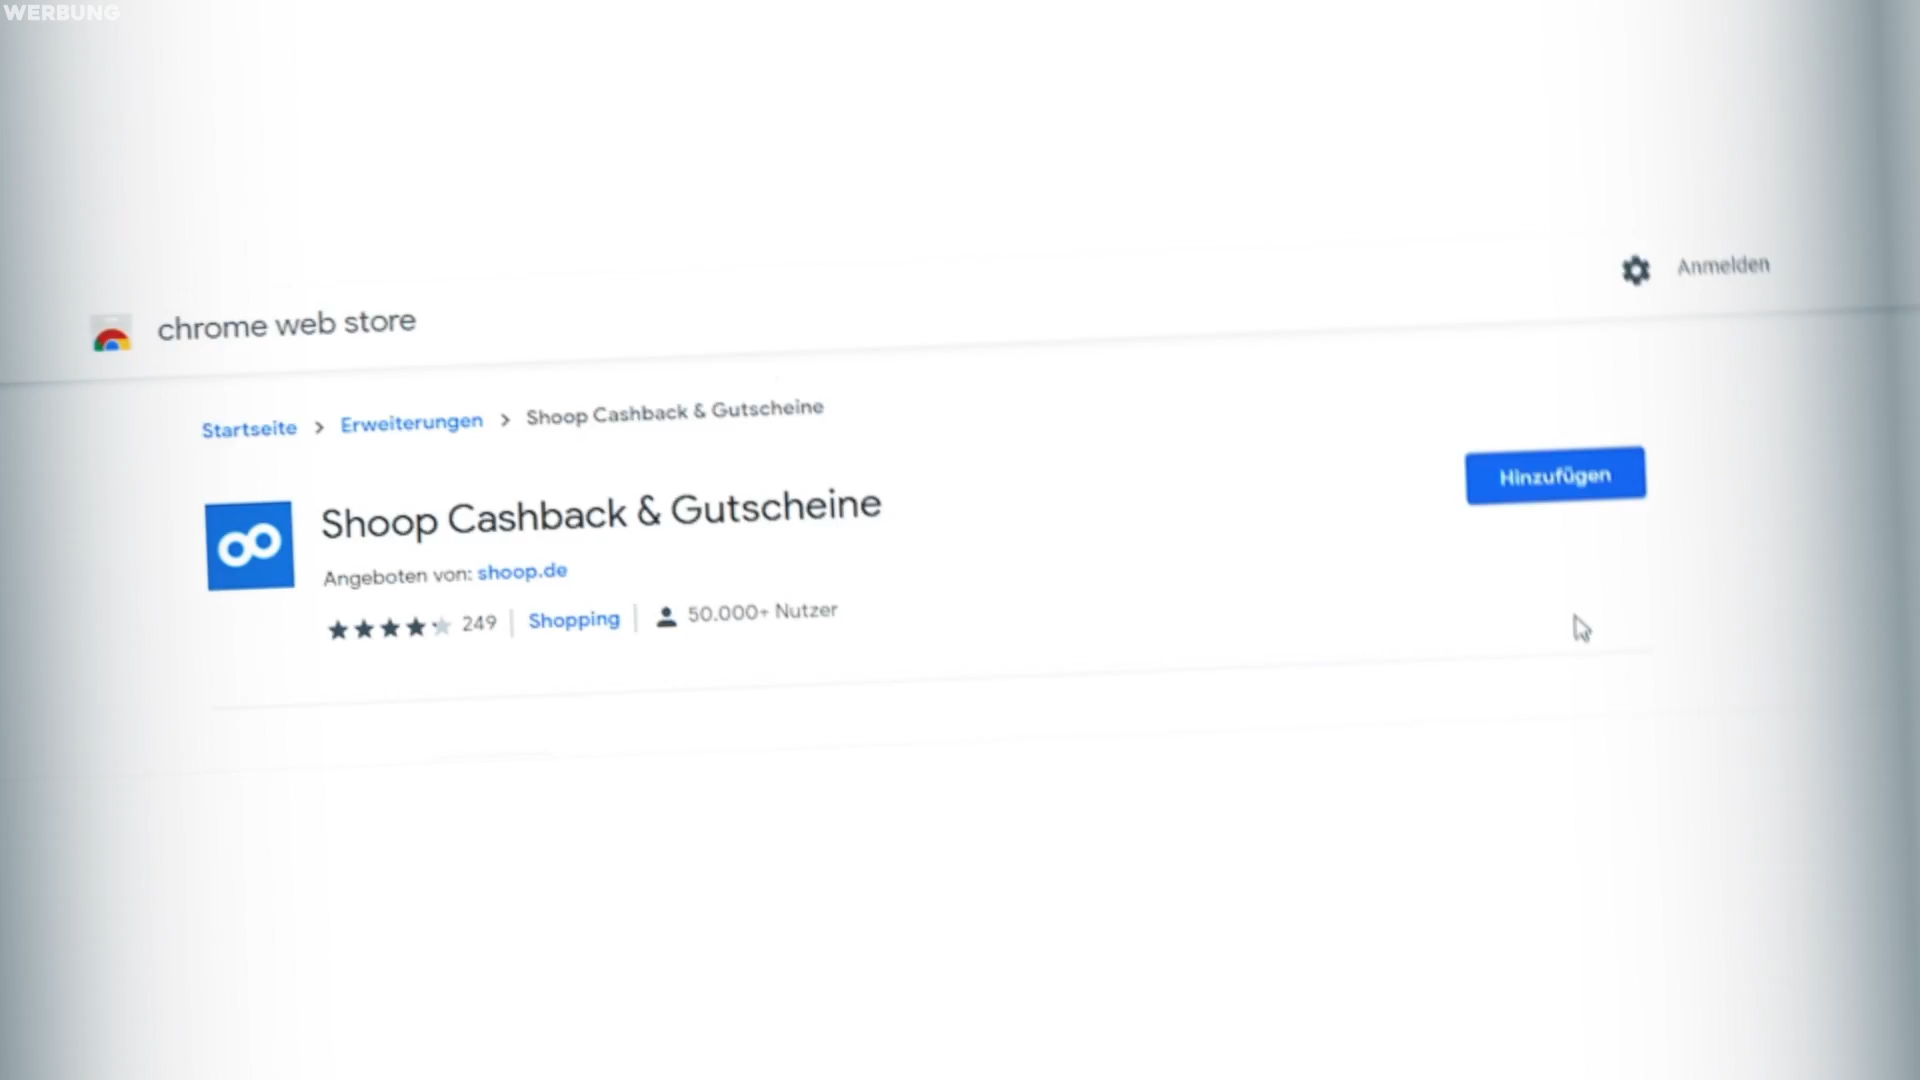 WERBUNG
Anmelden
chrome web store
Startseite > Erweiterungen > Shoop Cashback & Gutscheine
Hinzufügen
Shoop Cashback & Gutscheine
Angeboten von: shoop.de
249 | Shopping | 50.000+ Nutzer